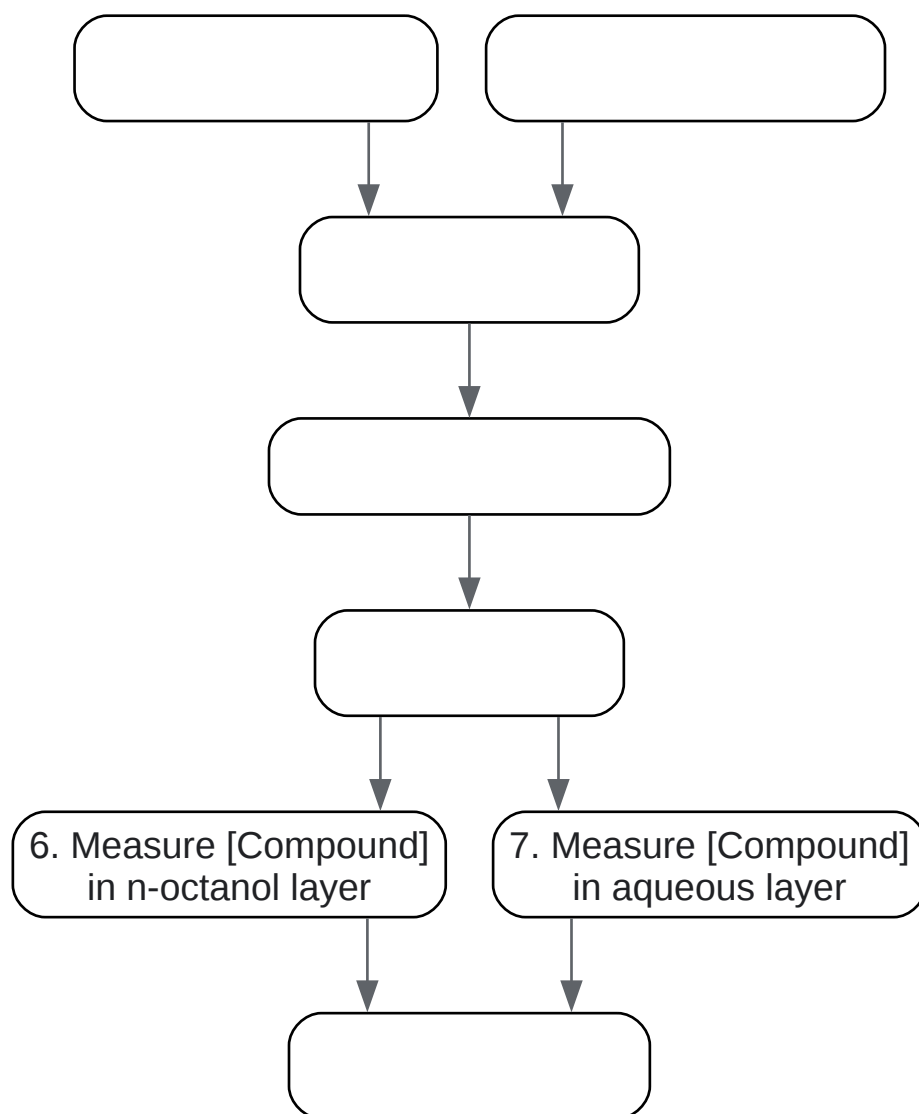 6. Measure [Compound]
in n-octanol layer
7. Measure [Compound]
in aqueous layer